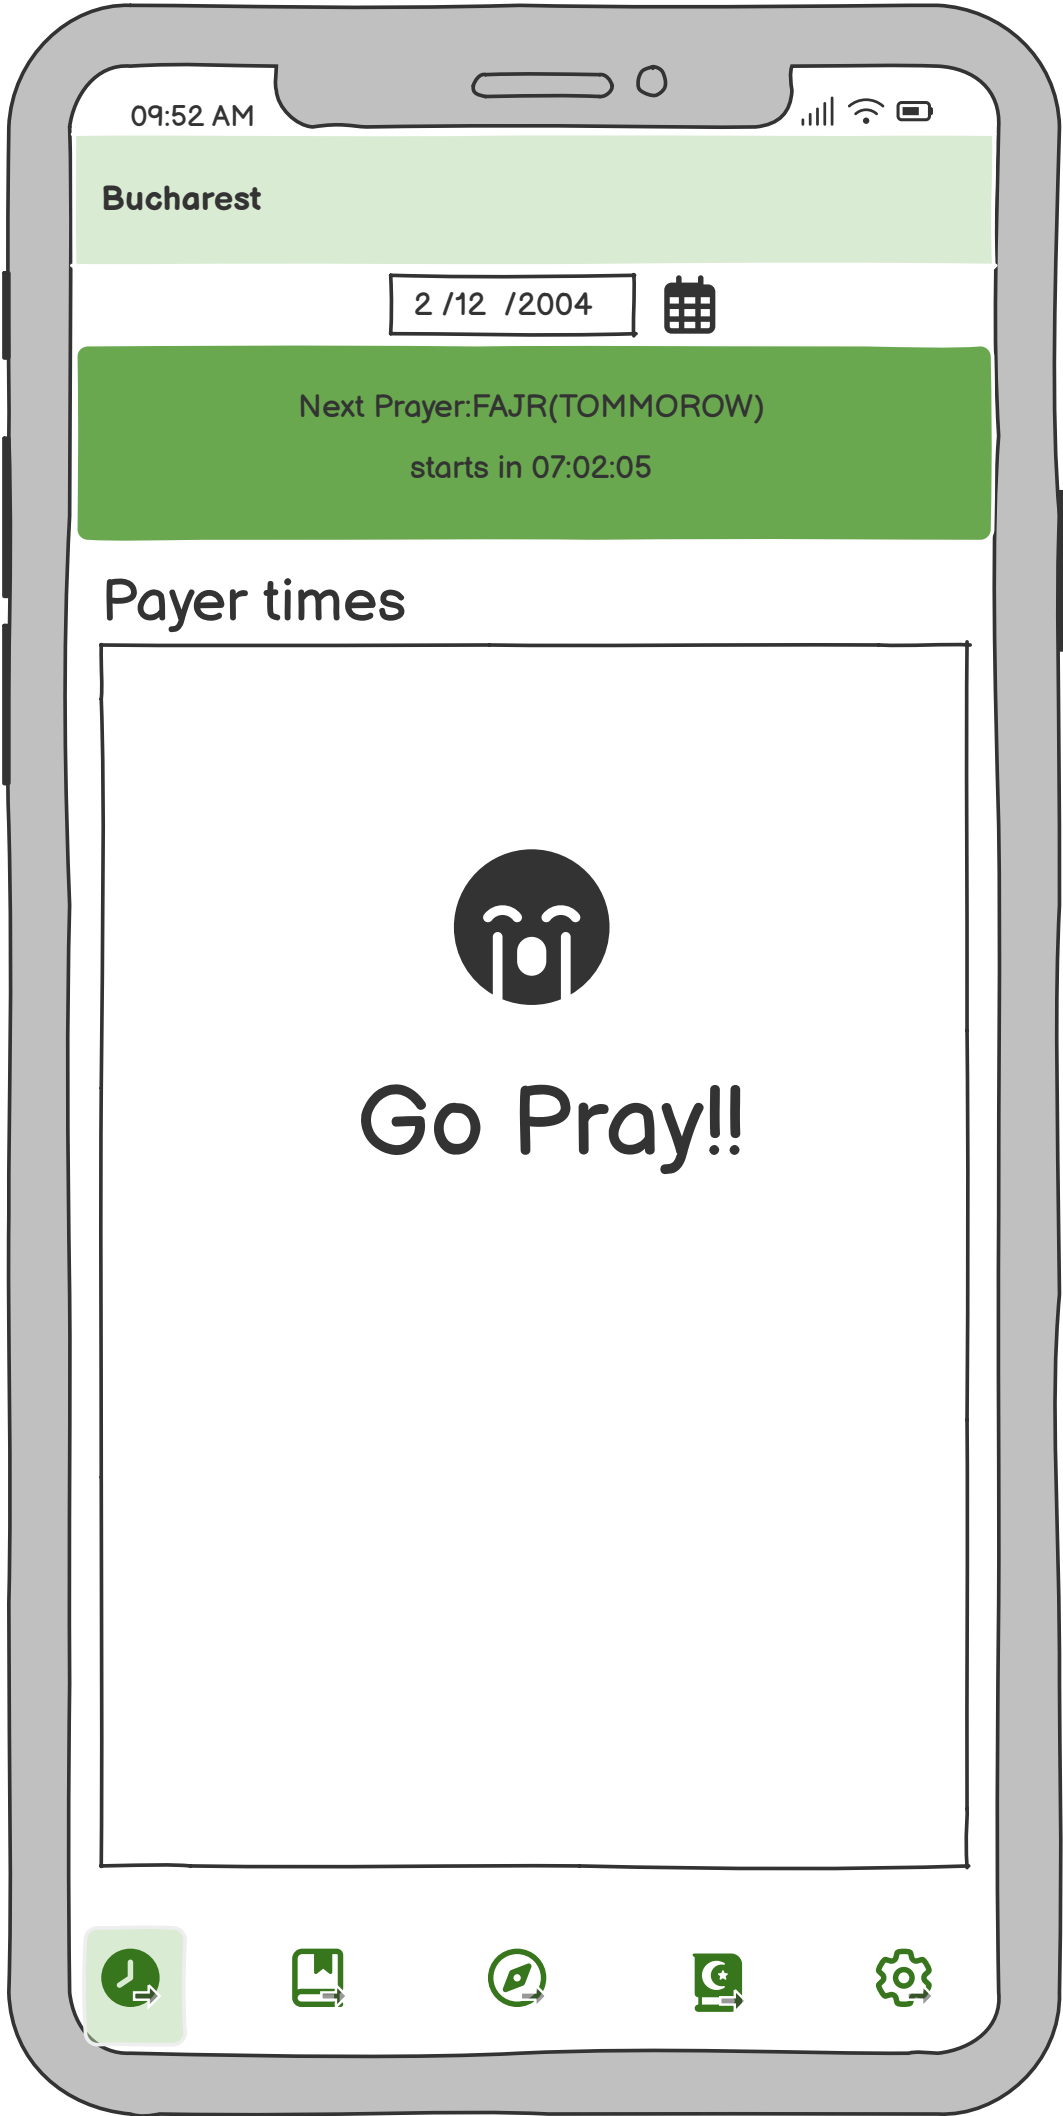 09:52 AM
Bucharest
2 /12 /2004
Next Prayer:FAJR(TOMMOROW)
starts in 07:02:05
Payer times
Go Pray!!